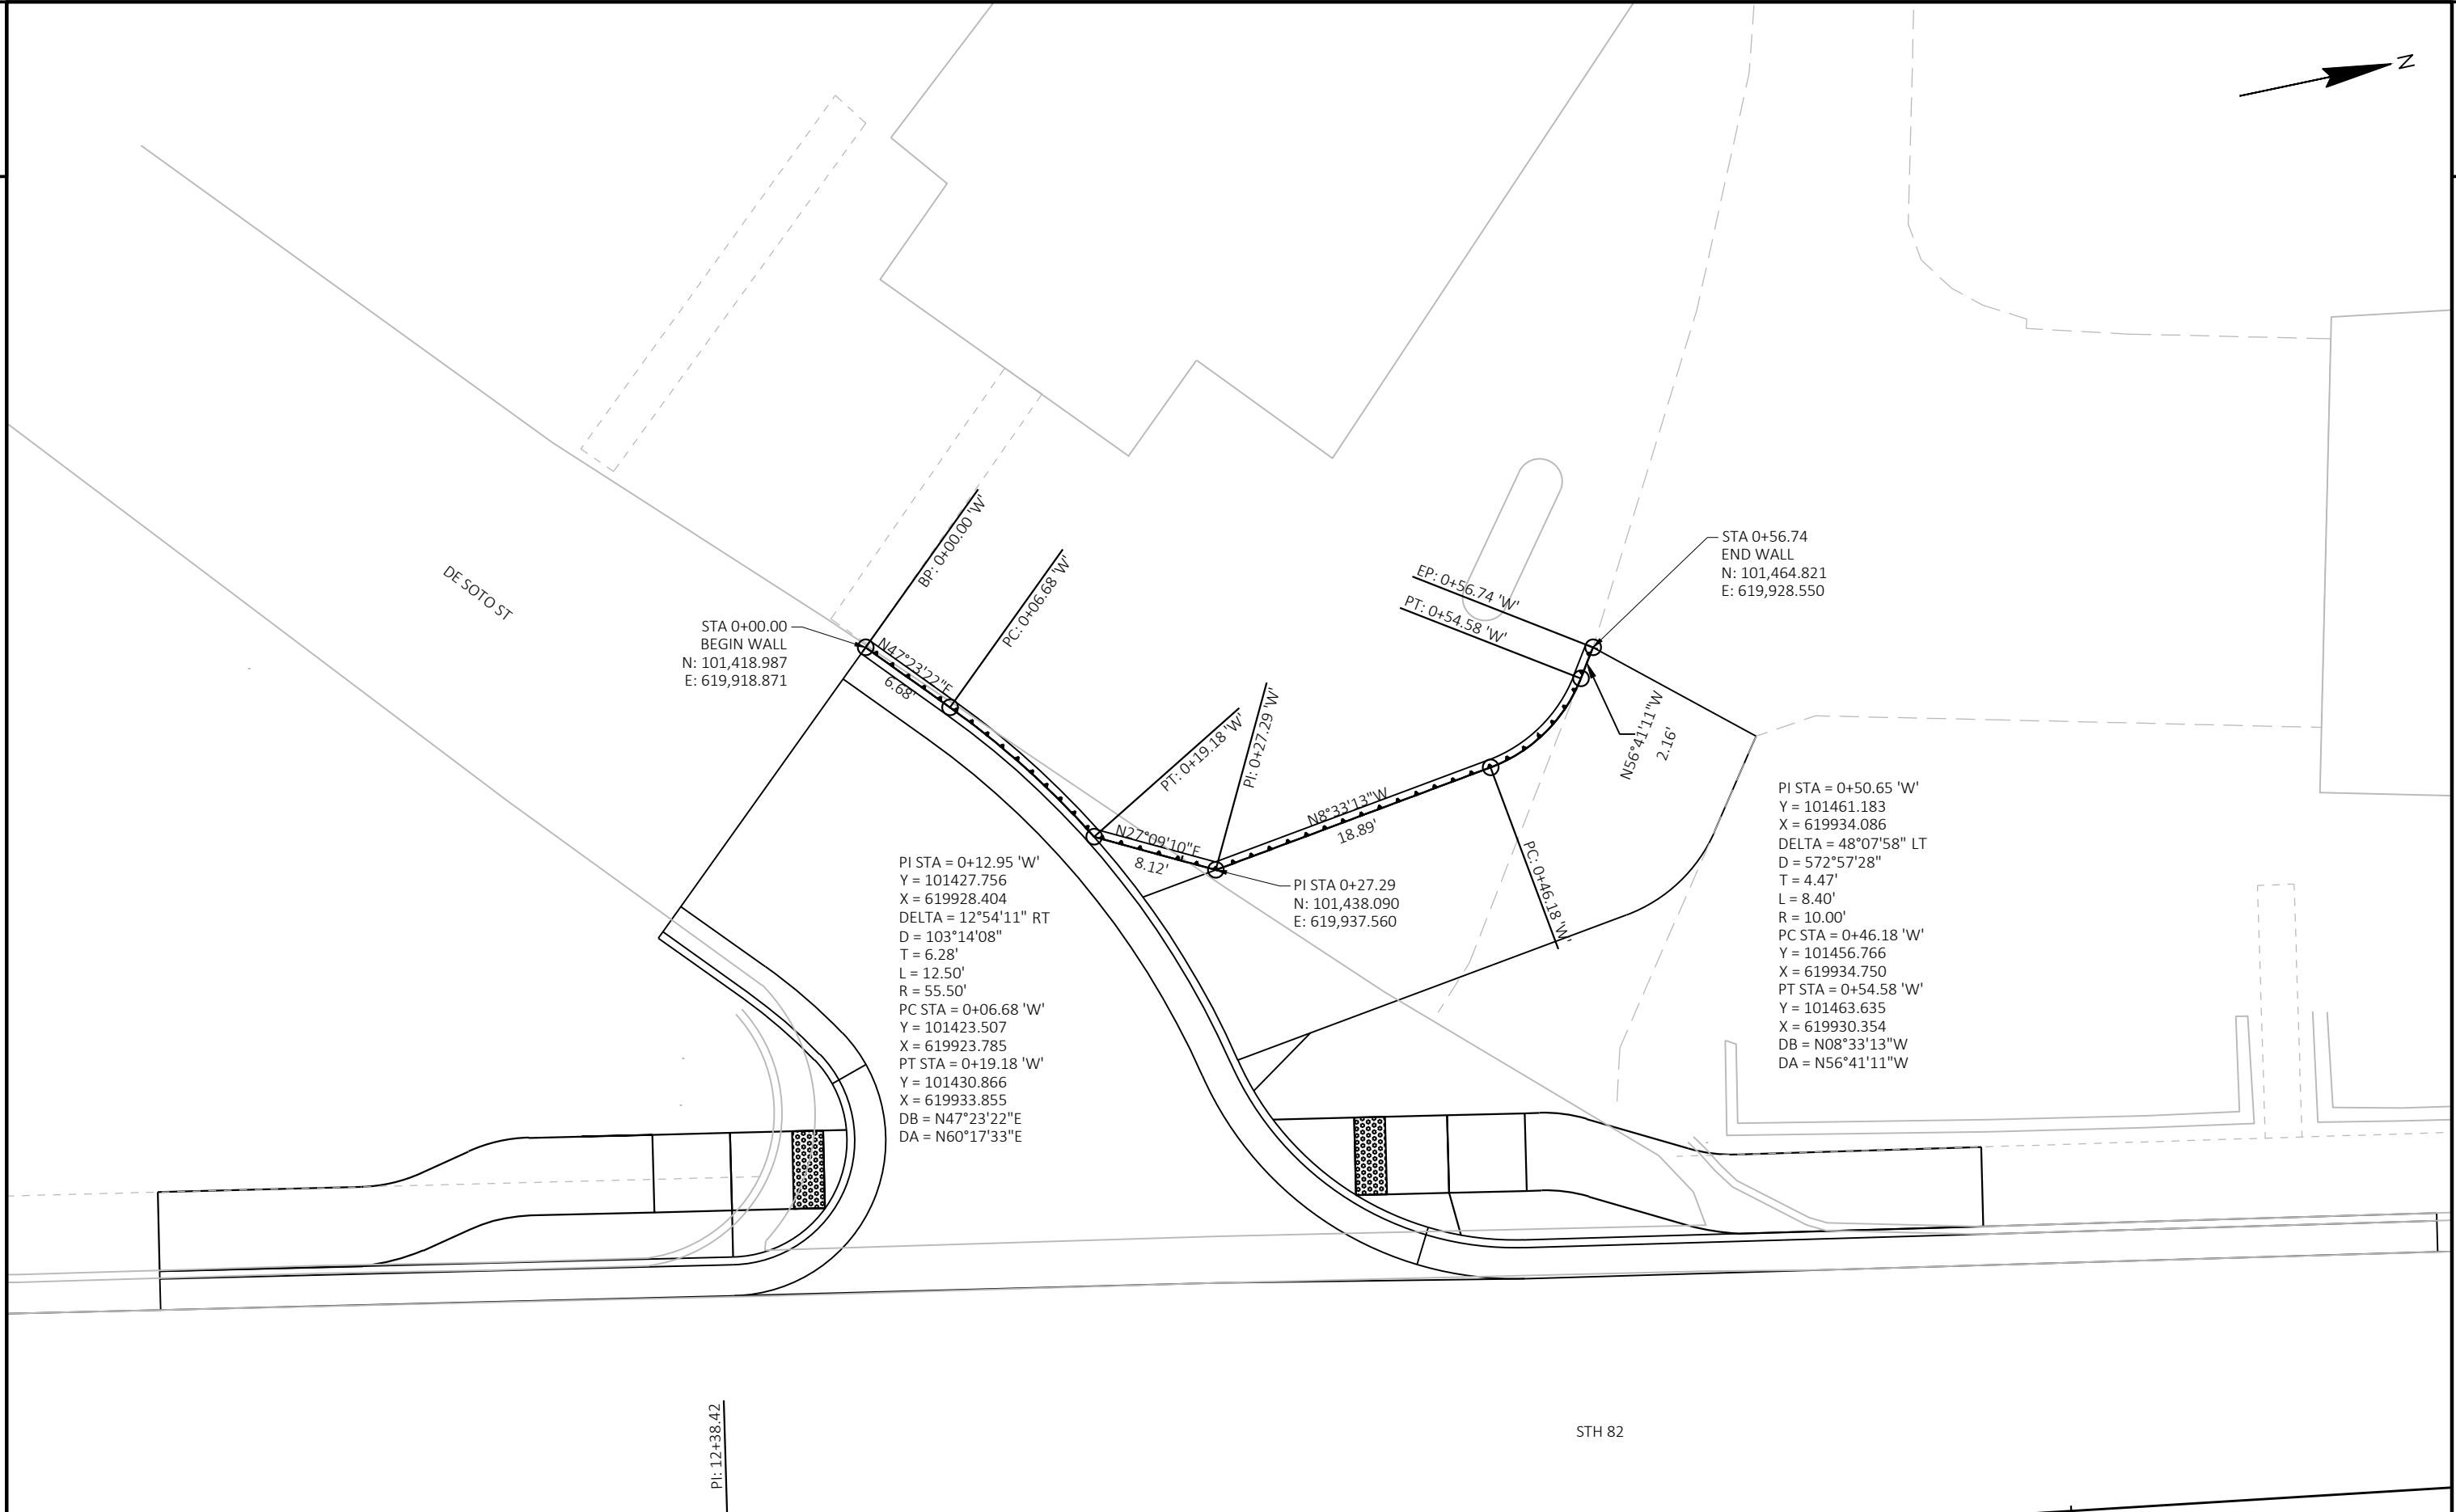 N
BP: 0+00.00 'W'
PC: 0+06.68 'W'
DE SOTO ST
STA 0+00.00
BEGIN WALL
N: 101,418.987
E: 619,918.871
N47°23'22"E
6.68'
PT: 0+19.18 'W'
PI: 0+27.29 'W'
EP: 0+56.74 'W'
PT: 0+54.58 'W'
STA 0+56.74
END WALL
N: 101,464.821
E: 619,928.550
N56°41'11"W
2.16'
N27°09'10"E
8.12'
N8°33'13"W
18.89'
PC: 0+46.18 'W'
PI STA 0+27.29
N: 101,438.090
E: 619,937.560
PI STA = 0+12.95 'W'
Y = 101427.756
X = 619928.404
DELTA = 12°54'11" RT
D = 103°14'08"
T = 6.28'
L = 12.50'
R = 55.50'
PC STA = 0+06.68 'W'
Y = 101423.507
X = 619923.785
PT STA = 0+19.18 'W'
Y = 101430.866
X = 619933.855
DB = N47°23'22"E
DA = N60°17'33"E
PI STA = 0+50.65 'W'
Y = 101461.183
X = 619934.086
DELTA = 48°07'58" LT
D = 572°57'28"
T = 4.47'
L = 8.40'
R = 10.00'
PC STA = 0+46.18 'W'
Y = 101456.766
X = 619934.750
PT STA = 0+54.58 'W'
Y = 101463.635
X = 619930.354
DB = N08°33'13"W
DA = N56°41'11"W
PI: 12+38.42
STH 82